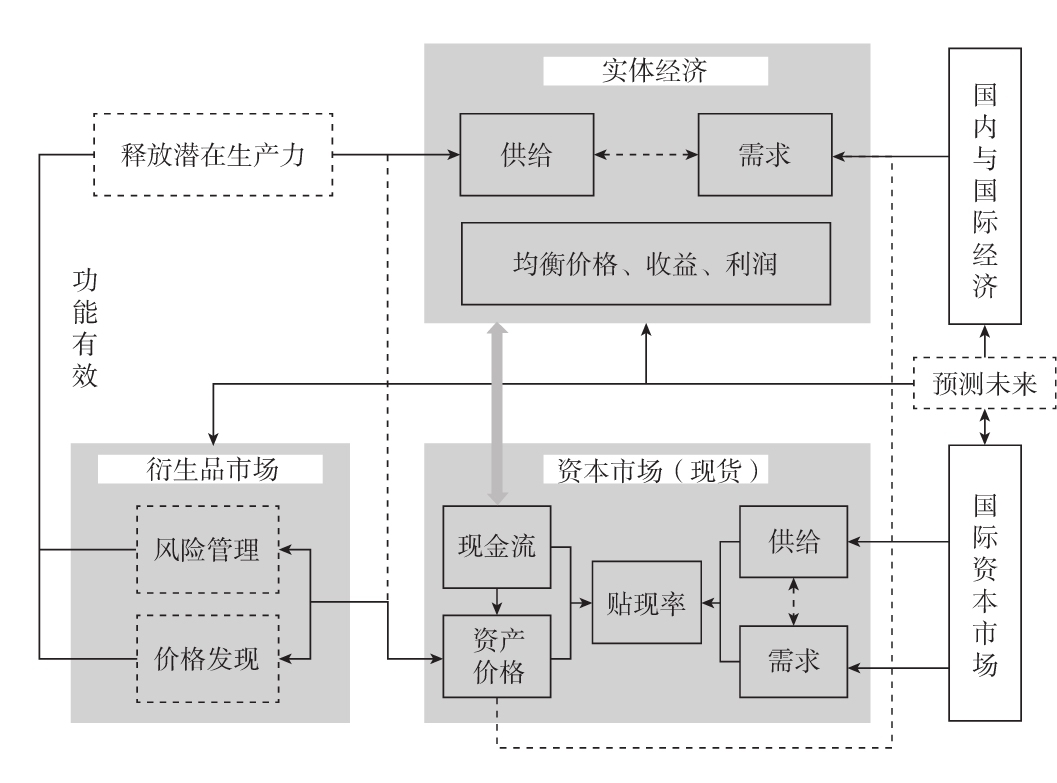 实体经济
释放潜在生产力
供给
需求
国内与国际经济
均衡价格、收益、利润
功能有效
预测未来
衍生品市场
资本市场（现货）
风险管理
价格发现
现金流
资产
价格
贴现率
供给
需求
国际资本市场